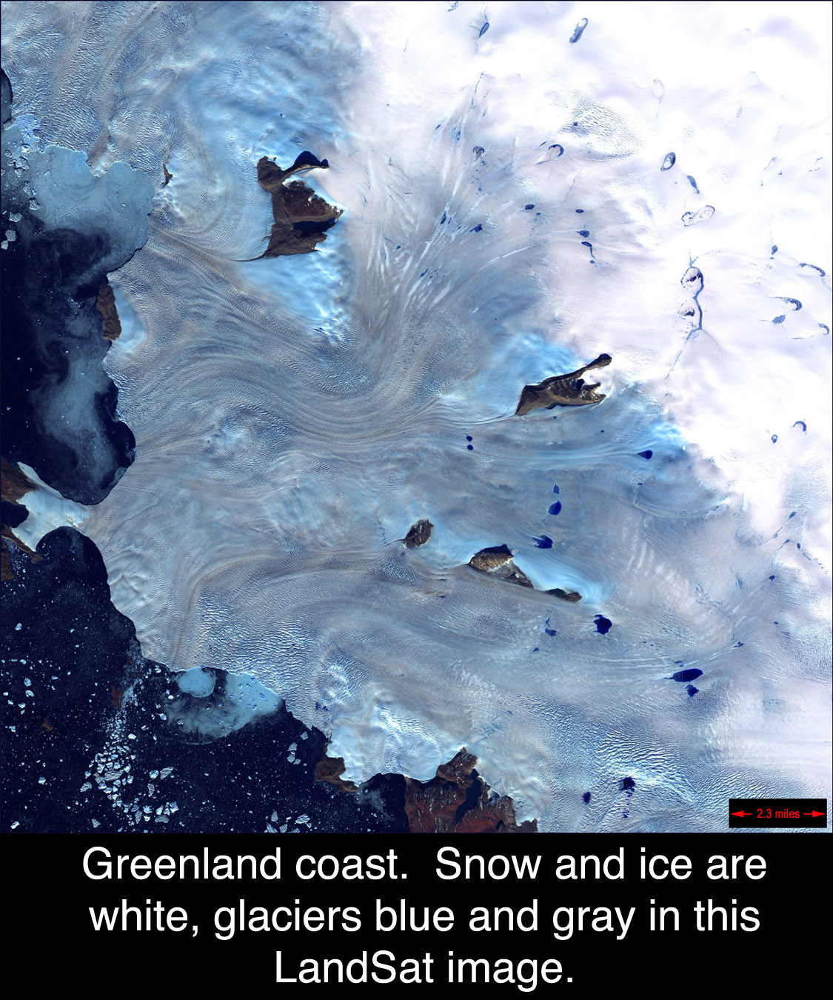 2.3 miles
Greenland coast.  Snow and ice are
white, glaciers blue and gray in this
LandSat image.